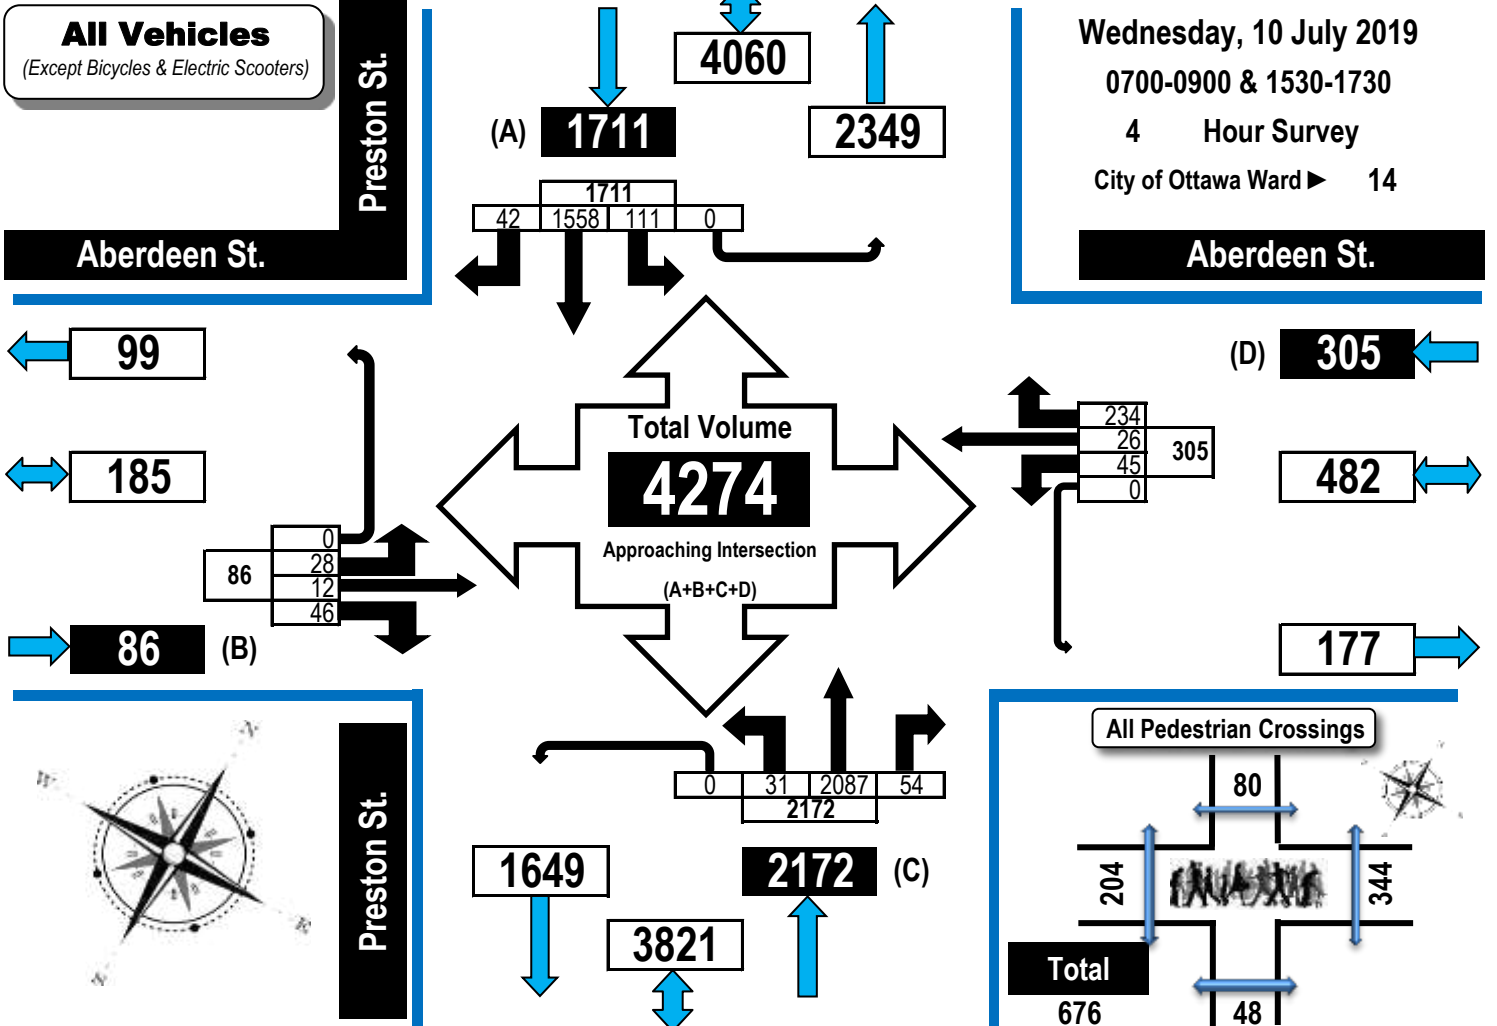 All Vehicles
(Except Bicycles & Electric Scooters)
Preston St.
Aberdeen St.
4060
(A) 1711
2349
1711
42 1558 111 0
Wednesday, 10 July 2019
0700-0900 & 1530-1730
4 Hour Survey
City of Ottawa Ward ► 14
Aberdeen St.
99
185
0
28
12
46
86
86 (B)
Total Volume
4274
Approaching Intersection
(A+B+C+D)
(D) 305
234
26
45
0
305
482
177
N
W
E
S
Preston St.
0 31 2087 54
2172
1649
2172 (C)
3821
All Pedestrian Crossings
80
204
344
Total
676
48